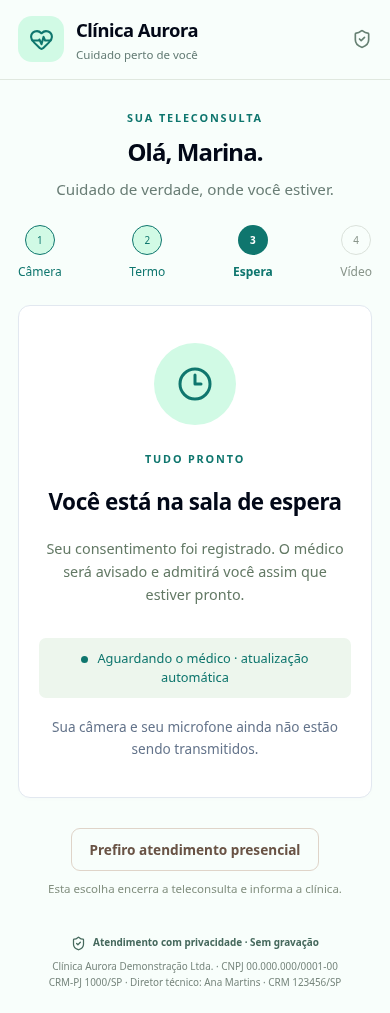 Clínica Aurora
Cuidado perto de você
SUA TELECONSULTA
Olá, Marina.
Cuidado de verdade, onde você estiver.
1 2 3 4
Câmera Termo Espera Vídeo
TUDO PRONTO
Você está na sala de espera
Seu consentimento foi registrado. O médico
será avisado e admitirá você assim que
estiver pronto.
Aguardando o médico · atualização
automática
Sua câmera e seu microfone ainda não estão
sendo transmitidos.
Prefiro atendimento presencial
Esta escolha encerra a teleconsulta e informa a clínica.
Atendimento com privacidade · Sem gravação
Clínica Aurora Demonstração Ltda. · CNPJ 00.000.000/0001-00
CRM-PJ 1000/SP · Diretor técnico: Ana Martins · CRM 123456/SP